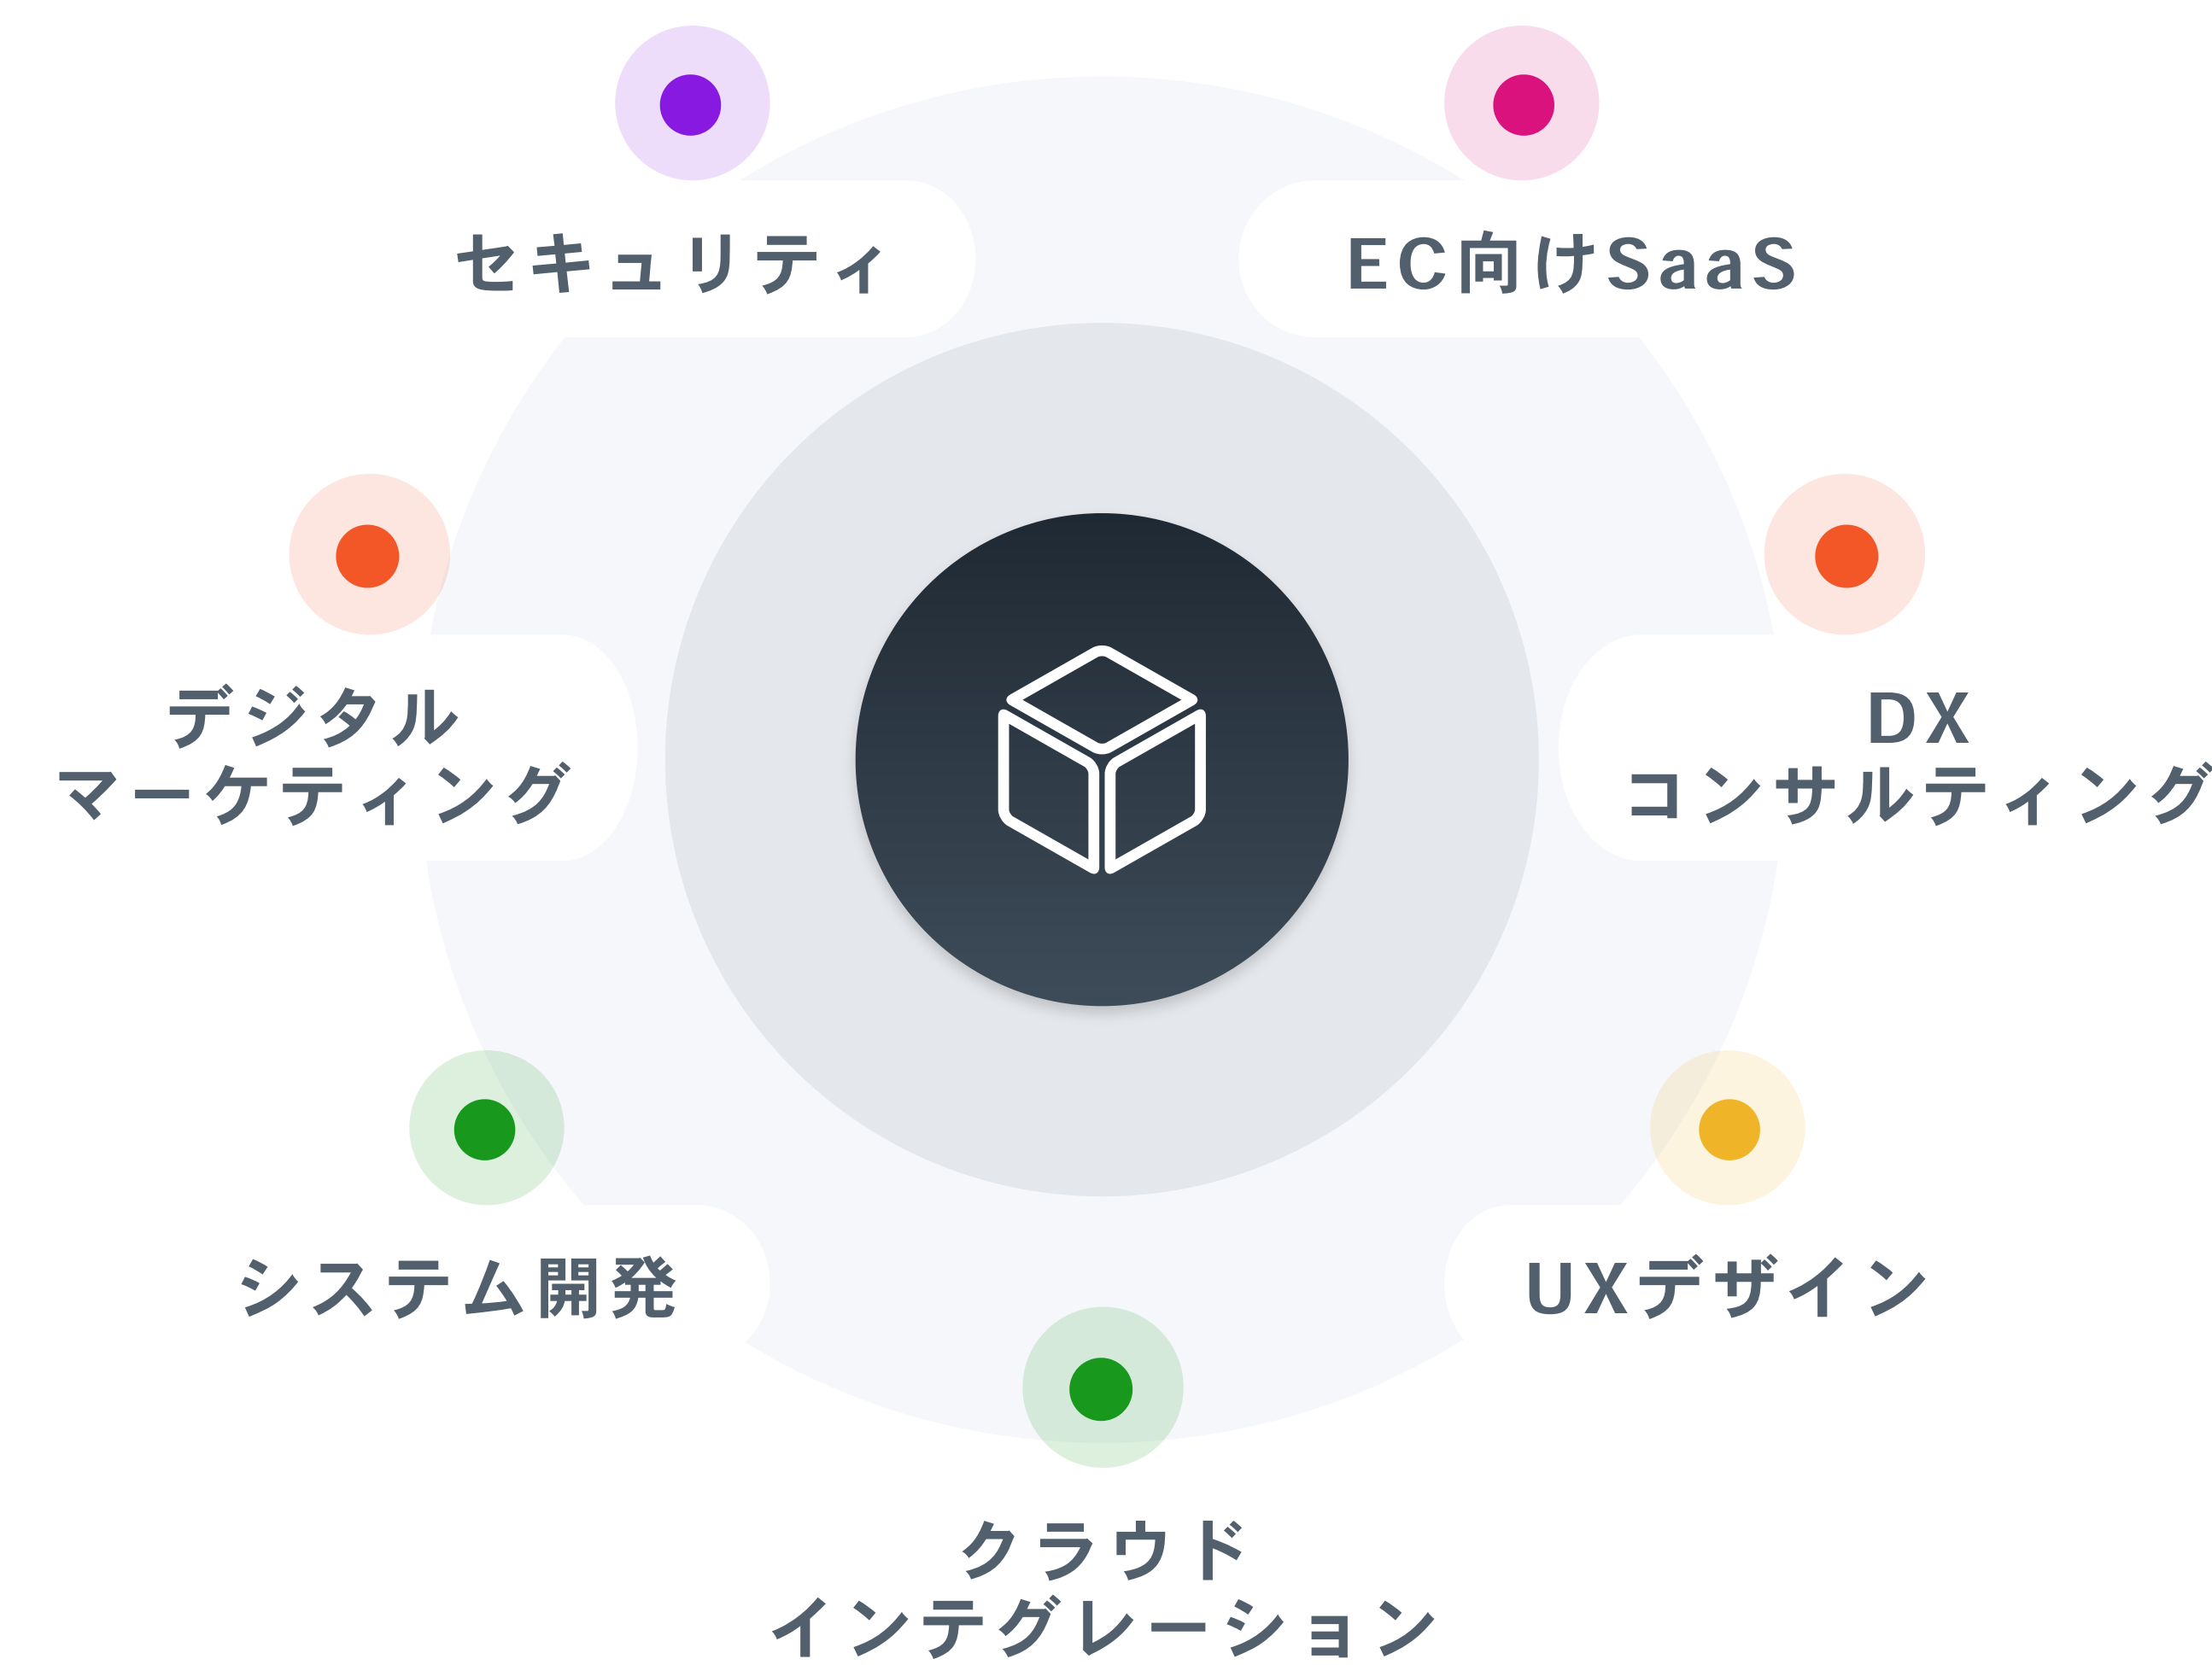 セキュリティ
EC向けSaaS
デジタル
マーケティング
DX
コンサルティング
システム開発
UXデザイン
クラウド
インテグレーション